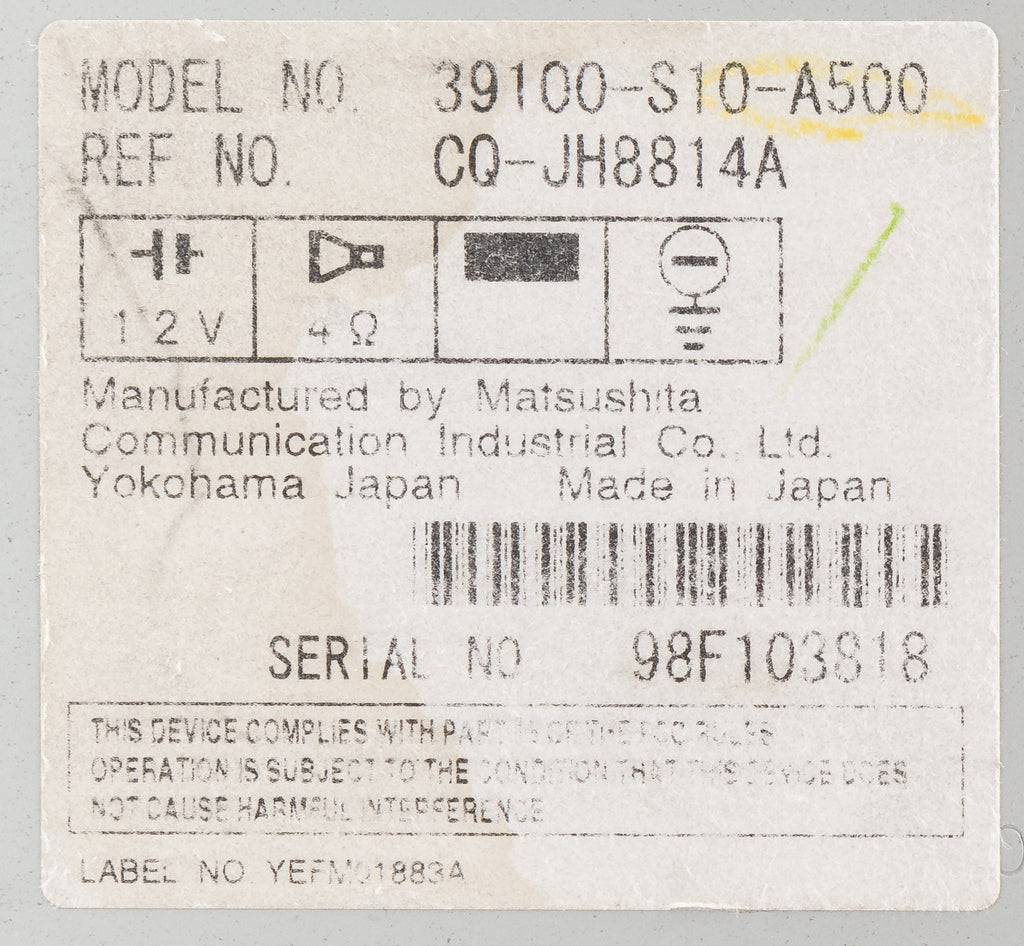 MODEL NO. 39100-S10-A500
REF NO. CQ-JH8814A
12V 4Ω
Manufactured by Matsushita
Communication Industrial Co., Ltd.
Yokohama Japan Made in Japan
SERIAL NO 98F103818
THIS DEVICE COMPLIES WITH PART 15 OF THE FCC RULES
OPERATION IS SUBJECT TO THE CONDITION THAT THIS DEVICE DOES
NOT CAUSE HARMFUL INTERFERENCE
LABEL NO YEFM01883A